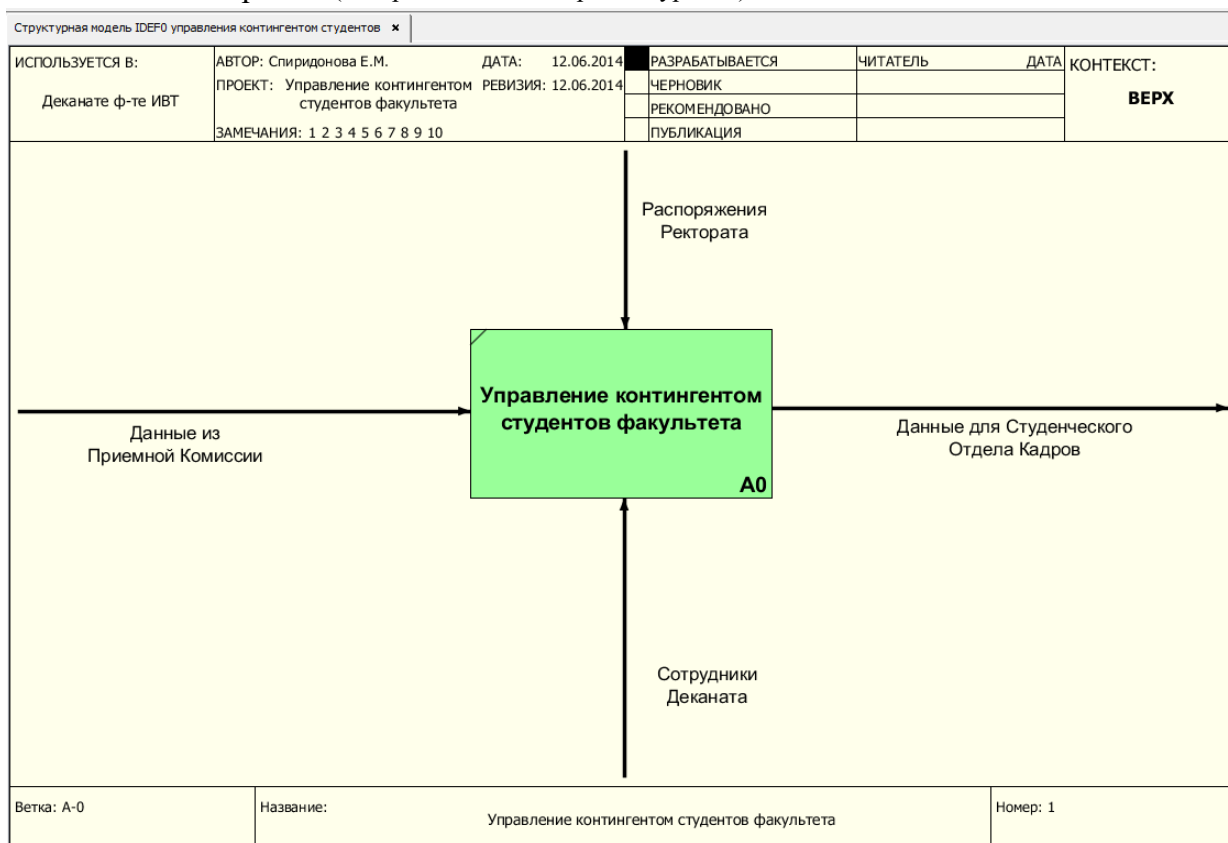 Структурная модель IDEF0 управления контингентом студентов ×
ИСПОЛЬЗУЕТСЯ В:
Деканате ф-те ИВТ
АВТОР: Спиридонова Е.М.
ДАТА: 12.06.2014
ПРОЕКТ: Управление контингентом
студентов факультета
РЕВИЗИЯ: 12.06.2014
ЗАМЕЧАНИЯ: 1 2 3 4 5 6 7 8 9 10
РАЗРАБАТЫВАЕТСЯ
ЧЕРНОВИК
РЕКОМЕНДОВАНО
ПУБЛИКАЦИЯ
ЧИТАТЕЛЬ ДАТА
КОНТЕКСТ:
ВЕРХ
Распоряжения
Ректората
Управление контингентом
студентов факультета
A0
Данные из
Приемной Комиссии
Данные для Студенческого
Отдела Кадров
Сотрудники
Деканата
Ветка: A-0
Название:
Управление контингентом студентов факультета
Номер: 1